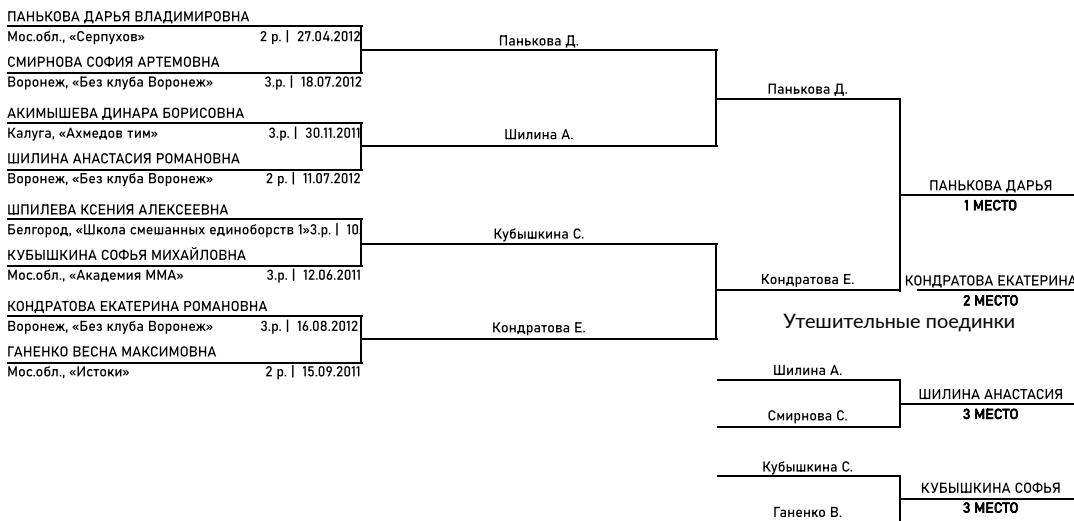 ПАНЬКОВА ДАРЬЯ ВЛАДИМИРОВНА
Мос.обл., «Серпухов» 2 р. | 27.04.2012
СМИРНОВА СОФИЯ АРТЕМОВНА
Воронеж, «Без клуба Воронеж» 3.р. | 18.07.2012
АКИМЫШЕВА ДИНАРА БОРИСОВНА
Калуга, «Ахмедов тим» 3.р. | 30.11.2011
ШИЛИНА АНАСТАСИЯ РОМАНОВНА
Воронеж, «Без клуба Воронеж» 2 р. | 11.07.2012
ШПИЛЕВА КСЕНИЯ АЛЕКСЕЕВНА
Белгород, «Школа смешанных единоборств 1»3.р. | 10.
КУБЫШКИНА СОФЬЯ МИХАЙЛОВНА
Мос.обл., «Академия ММА» 3.р. | 12.06.2011
КОНДРАТОВА ЕКАТЕРИНА РОМАНОВНА
Воронеж, «Без клуба Воронеж» 3.р. | 16.08.2012
ГАНЕНКО ВЕСНА МАКСИМОВНА
Мос.обл., «Истоки» 2 р. | 15.09.2011
Панькова Д.
Шилина А.
Кубышкина С.
Кондратова Е.
Панькова Д.
Кондратова Е.
ПАНЬКОВА ДАРЬЯ
1 МЕСТО
КОНДРАТОВА ЕКАТЕРИНА
2 МЕСТО
Утешительные поединки
Шилина А.
Смирнова С.
ШИЛИНА АНАСТАСИЯ
3 МЕСТО
Кубышкина С.
Ганенко В.
КУБЫШКИНА СОФЬЯ
3 МЕСТО